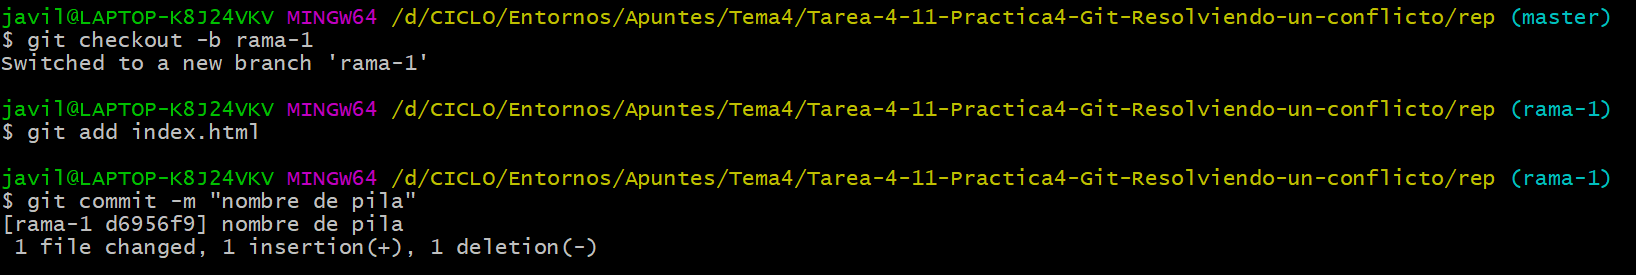 javil@LAPTOP-K8J24VKV MINGW64 /d/CICLO/Entornos/Apuntes/Tema4/Tarea-4-11-Practica4-Git-Resolviendo-un-conflicto/rep (master)
$ git checkout -b rama-1
Switched to a new branch 'rama-1'
javil@LAPTOP-K8J24VKV MINGW64 /d/CICLO/Entornos/Apuntes/Tema4/Tarea-4-11-Practica4-Git-Resolviendo-un-conflicto/rep (rama-1)
$ git add index.html
javil@LAPTOP-K8J24VKV MINGW64 /d/CICLO/Entornos/Apuntes/Tema4/Tarea-4-11-Practica4-Git-Resolviendo-un-conflicto/rep (rama-1)
$ git commit -m "nombre de pila"
[rama-1 d6956f9] nombre de pila
 1 file changed, 1 insertion(+), 1 deletion(-)